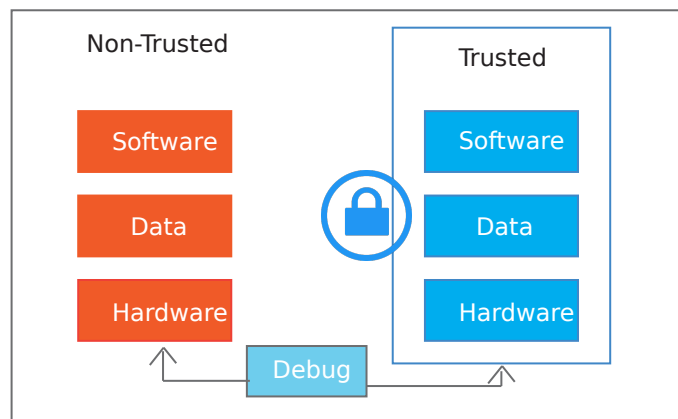 Non-Trusted
Trusted
Software
Software
Data
Data
Hardware
Hardware
Debug